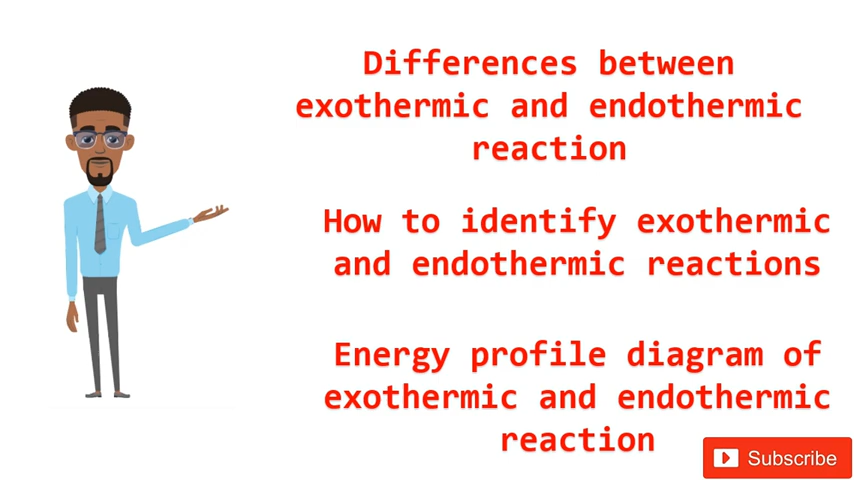 Differences between
exothermic and endothermic
reaction
How to identify exothermic
and endothermic reactions
Energy profile diagram of
exothermic and endothermic
reaction
Subscribe